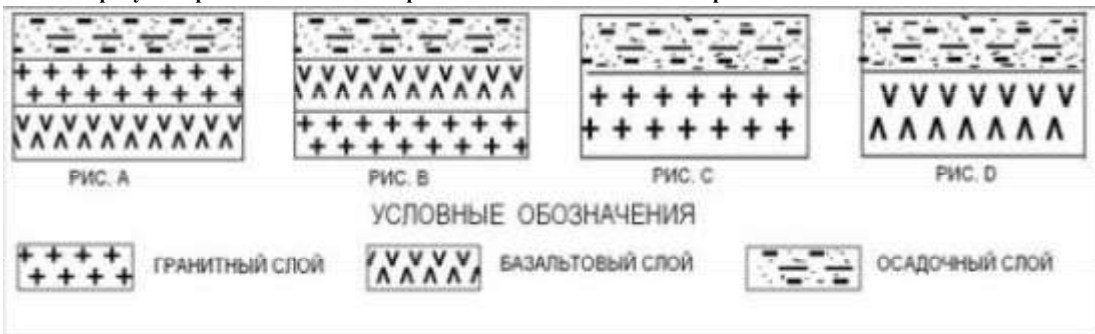 РИС. А РИС. В РИС. С РИС. D
УСЛОВНЫЕ ОБОЗНАЧЕНИЯ
ГРАНИТНЫЙ СЛОЙ БАЗАЛЬТОВЫЙ СЛОЙ ОСАДОЧНЫЙ СЛОЙ